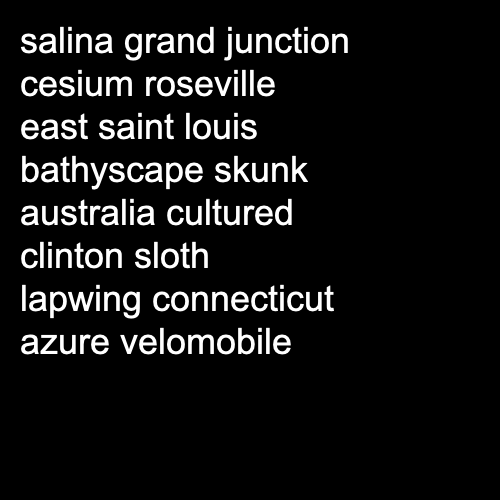 salina grand junction
cesium roseville
east saint louis
bathyscape skunk
australia cultured
clinton sloth
lapwing connecticut
azure velomobile